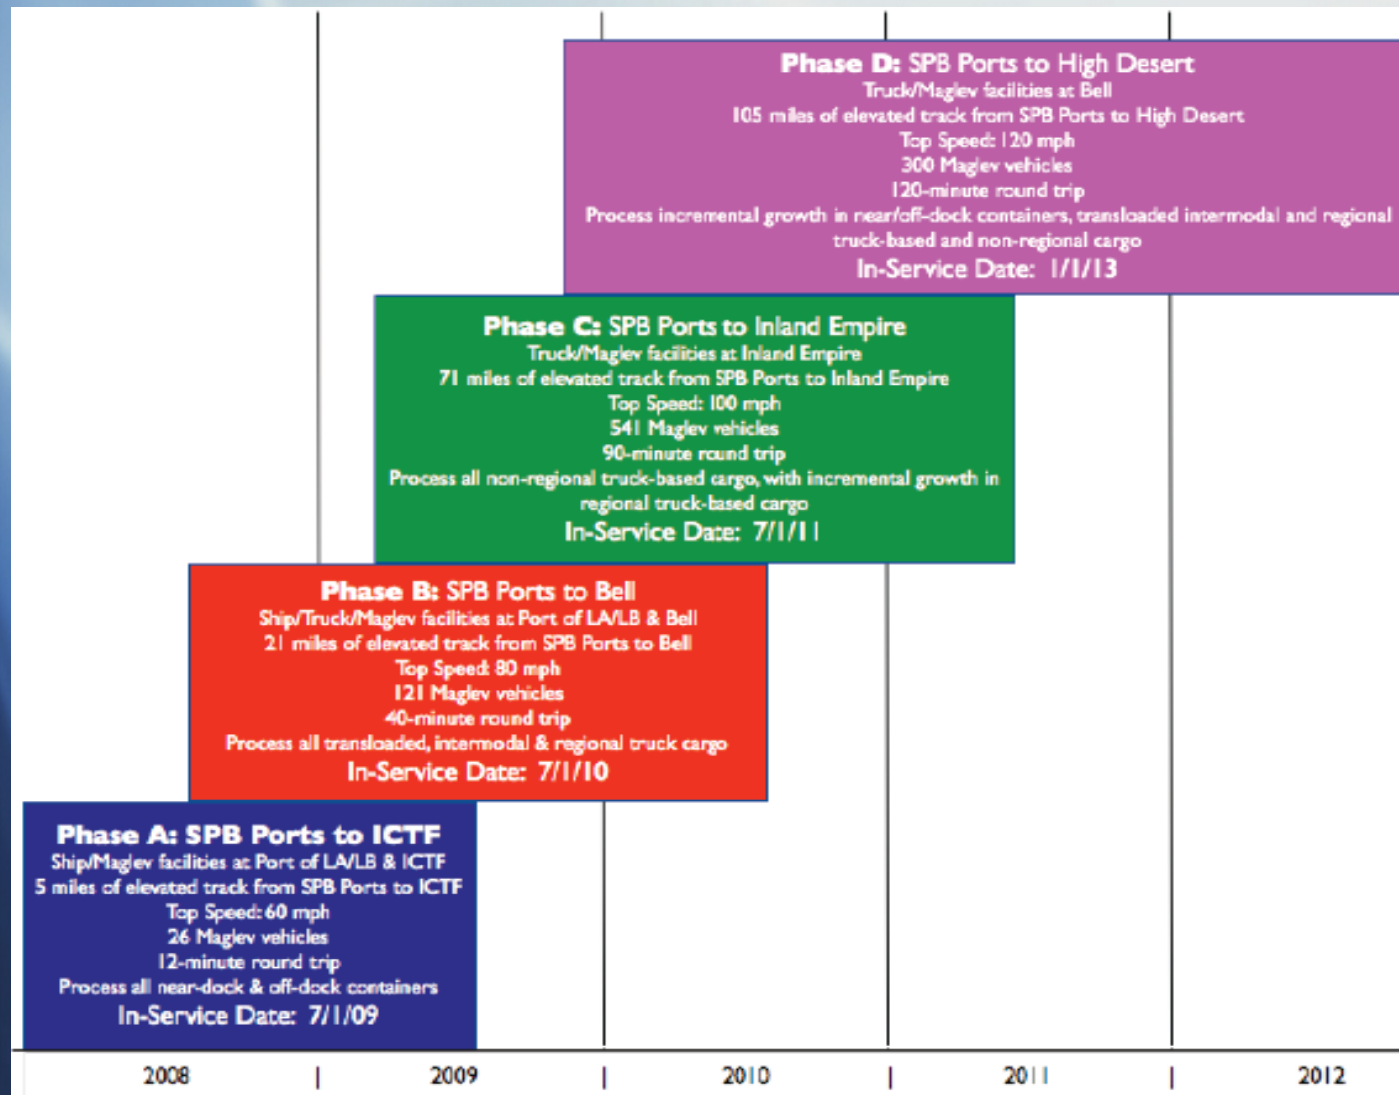 Phase D: SPB Ports to High Desert
Truck/Maglev facilities at Bell
105 miles of elevated track from SPB Ports to High Desert
Top Speed: 120 mph
300 Maglev vehicles
120-minute round trip
Process incremental growth in near/off-dock containers, transloaded intermodal and regional
truck-based and non-regional cargo
In-Service Date: 1/1/13
Phase C: SPB Ports to Inland Empire
Truck/Maglev facilities at Inland Empire
71 miles of elevated track from SPB Ports to Inland Empire
Top Speed: 100 mph
541 Maglev vehicles
90-minute round trip
Process all non-regional truck-based cargo, with incremental growth in
regional truck-based cargo
In-Service Date: 7/1/11
Phase B: SPB Ports to Bell
Ship/Truck/Maglev facilities at Port of LA/LB & Bell
21 miles of elevated track from SPB Ports to Bell
Top Speed: 80 mph
121 Maglev vehicles
40-minute round trip
Process all transloaded, intermodal & regional truck cargo
In-Service Date: 7/1/10
Phase A: SPB Ports to ICTF
Ship/Maglev facilities at Port of LA/LB & ICTF
5 miles of elevated track from SPB Ports to ICTF
Top Speed: 60 mph
26 Maglev vehicles
12-minute round trip
Process all near-dock & off-dock containers
In-Service Date: 7/1/09
2008 | 2009 | 2010 | 2011 | 2012